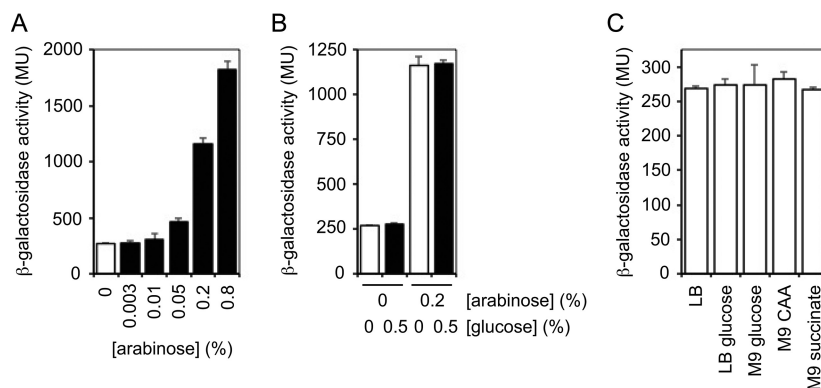 A
β-galactosidase activity (MU)
2000
1500
1000
500
0
0
0.003
0.01
0.05
0.2
0.8
[arabinose] (%)
B
β-galactosidase activity (MU)
1250
1000
750
500
250
0
0 0.2 [arabinose] (%)
0 0.5 0 0.5 [glucose] (%)
C
β-galactosidase activity (MU)
300
250
200
150
100
50
0
LB
LB glucose
M9 glucose
M9 CAA
M9 succinate